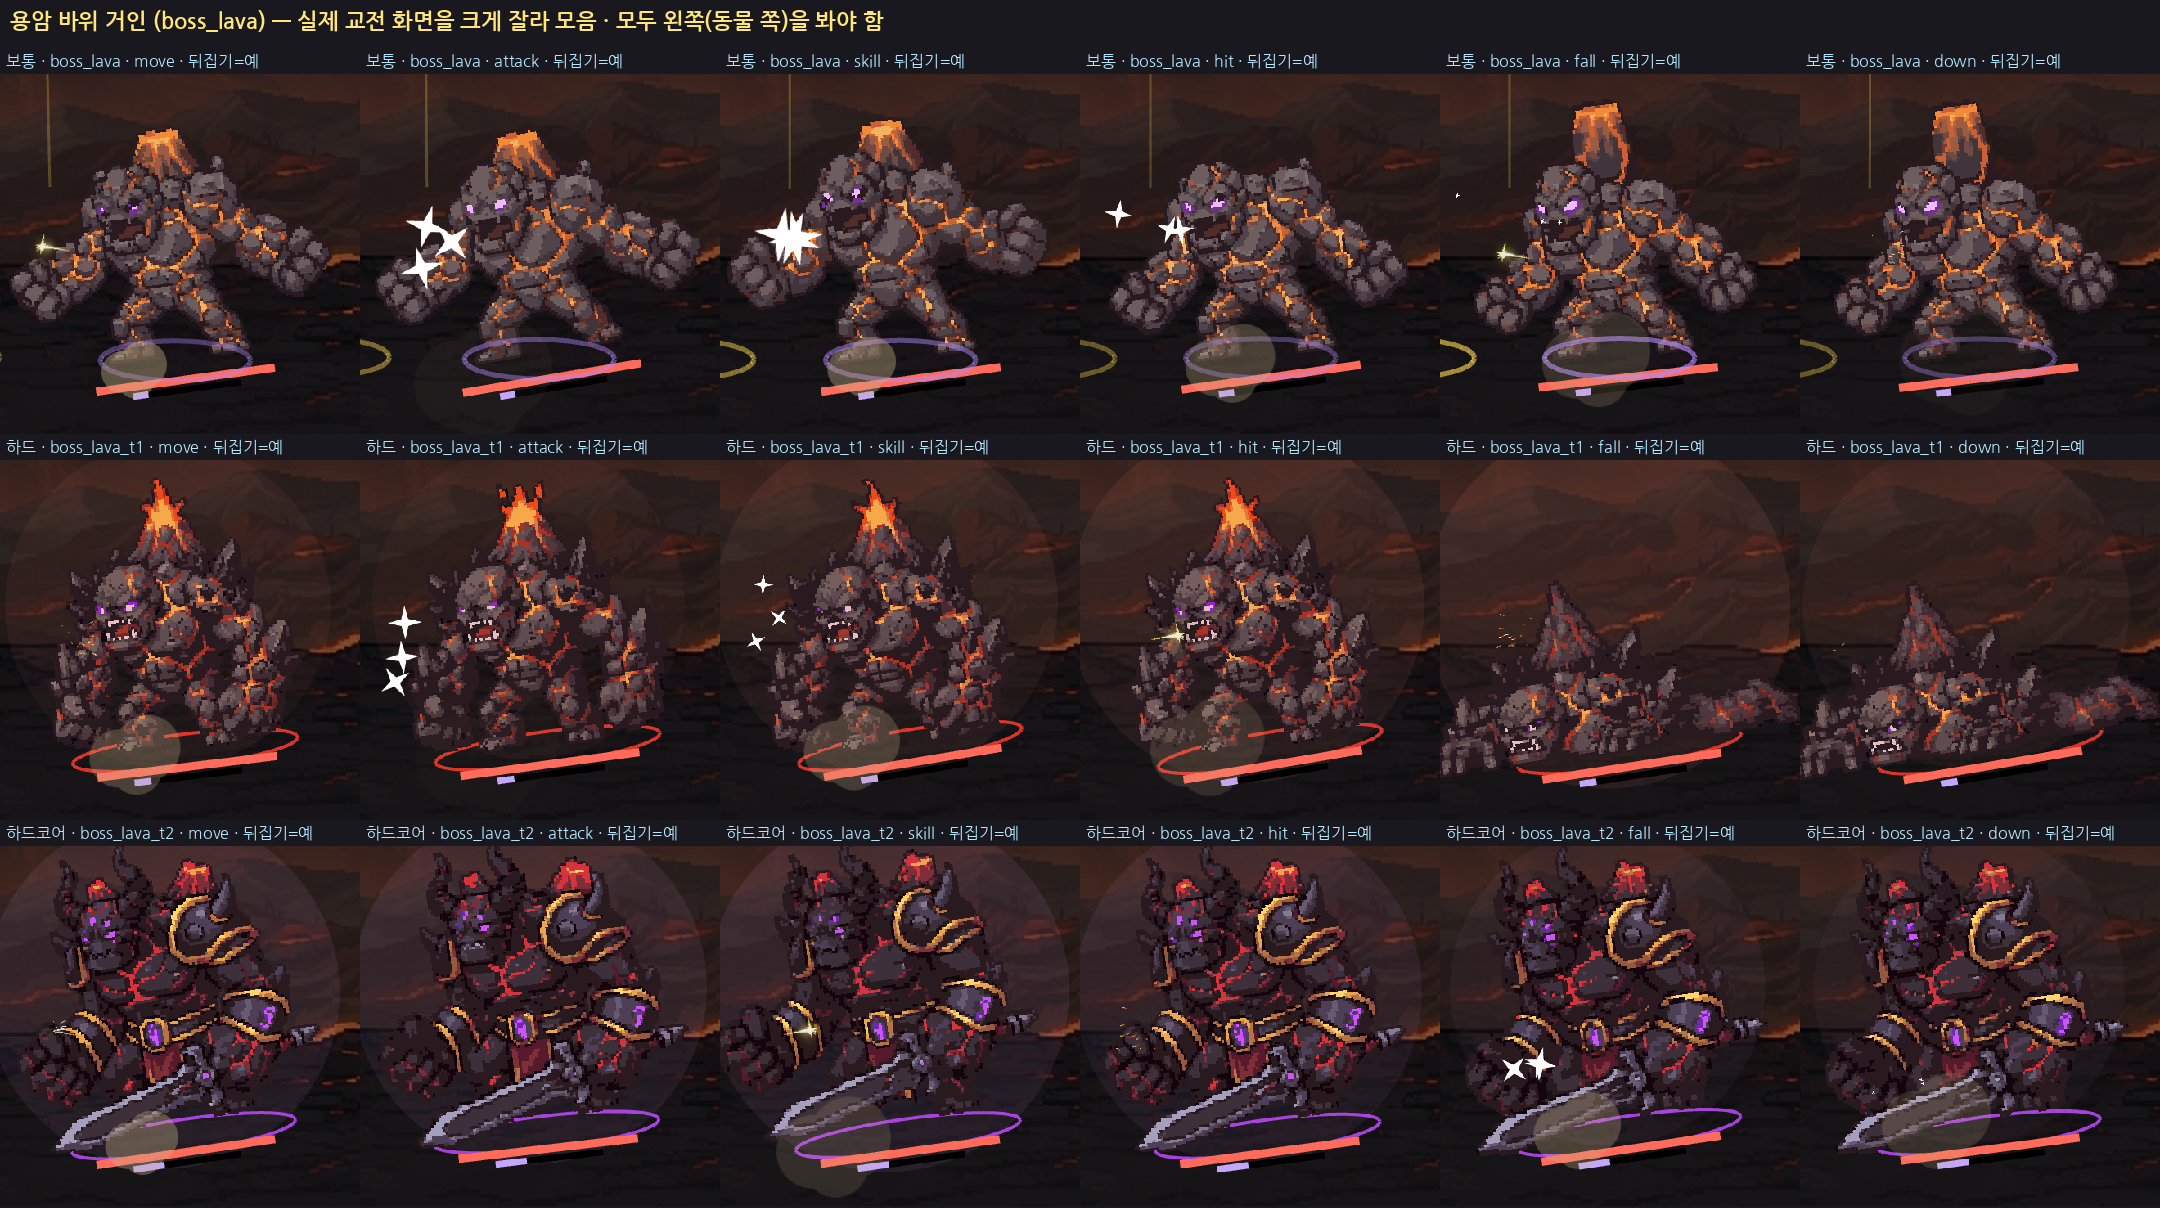 용암 바위 거인 (boss_lava) — 실제 교전 화면을 크게 잘라 모음 · 모두 왼쪽(동물 쪽)을 봐야 함
보통 · boss_lava · move · 뒤집기=예
보통 · boss_lava · attack · 뒤집기=예
보통 · boss_lava · skill · 뒤집기=예
보통 · boss_lava · hit · 뒤집기=예
보통 · boss_lava · fall · 뒤집기=예
보통 · boss_lava · down · 뒤집기=예
하드 · boss_lava_t1 · move · 뒤집기=예
하드 · boss_lava_t1 · attack · 뒤집기=예
하드 · boss_lava_t1 · skill · 뒤집기=예
하드 · boss_lava_t1 · hit · 뒤집기=예
하드 · boss_lava_t1 · fall · 뒤집기=예
하드 · boss_lava_t1 · down · 뒤집기=예
하드코어 · boss_lava_t2 · move · 뒤집기=예
하드코어 · boss_lava_t2 · attack · 뒤집기=예
하드코어 · boss_lava_t2 · skill · 뒤집기=예
하드코어 · boss_lava_t2 · hit · 뒤집기=예
하드코어 · boss_lava_t2 · fall · 뒤집기=예
하드코어 · boss_lava_t2 · down · 뒤집기=예